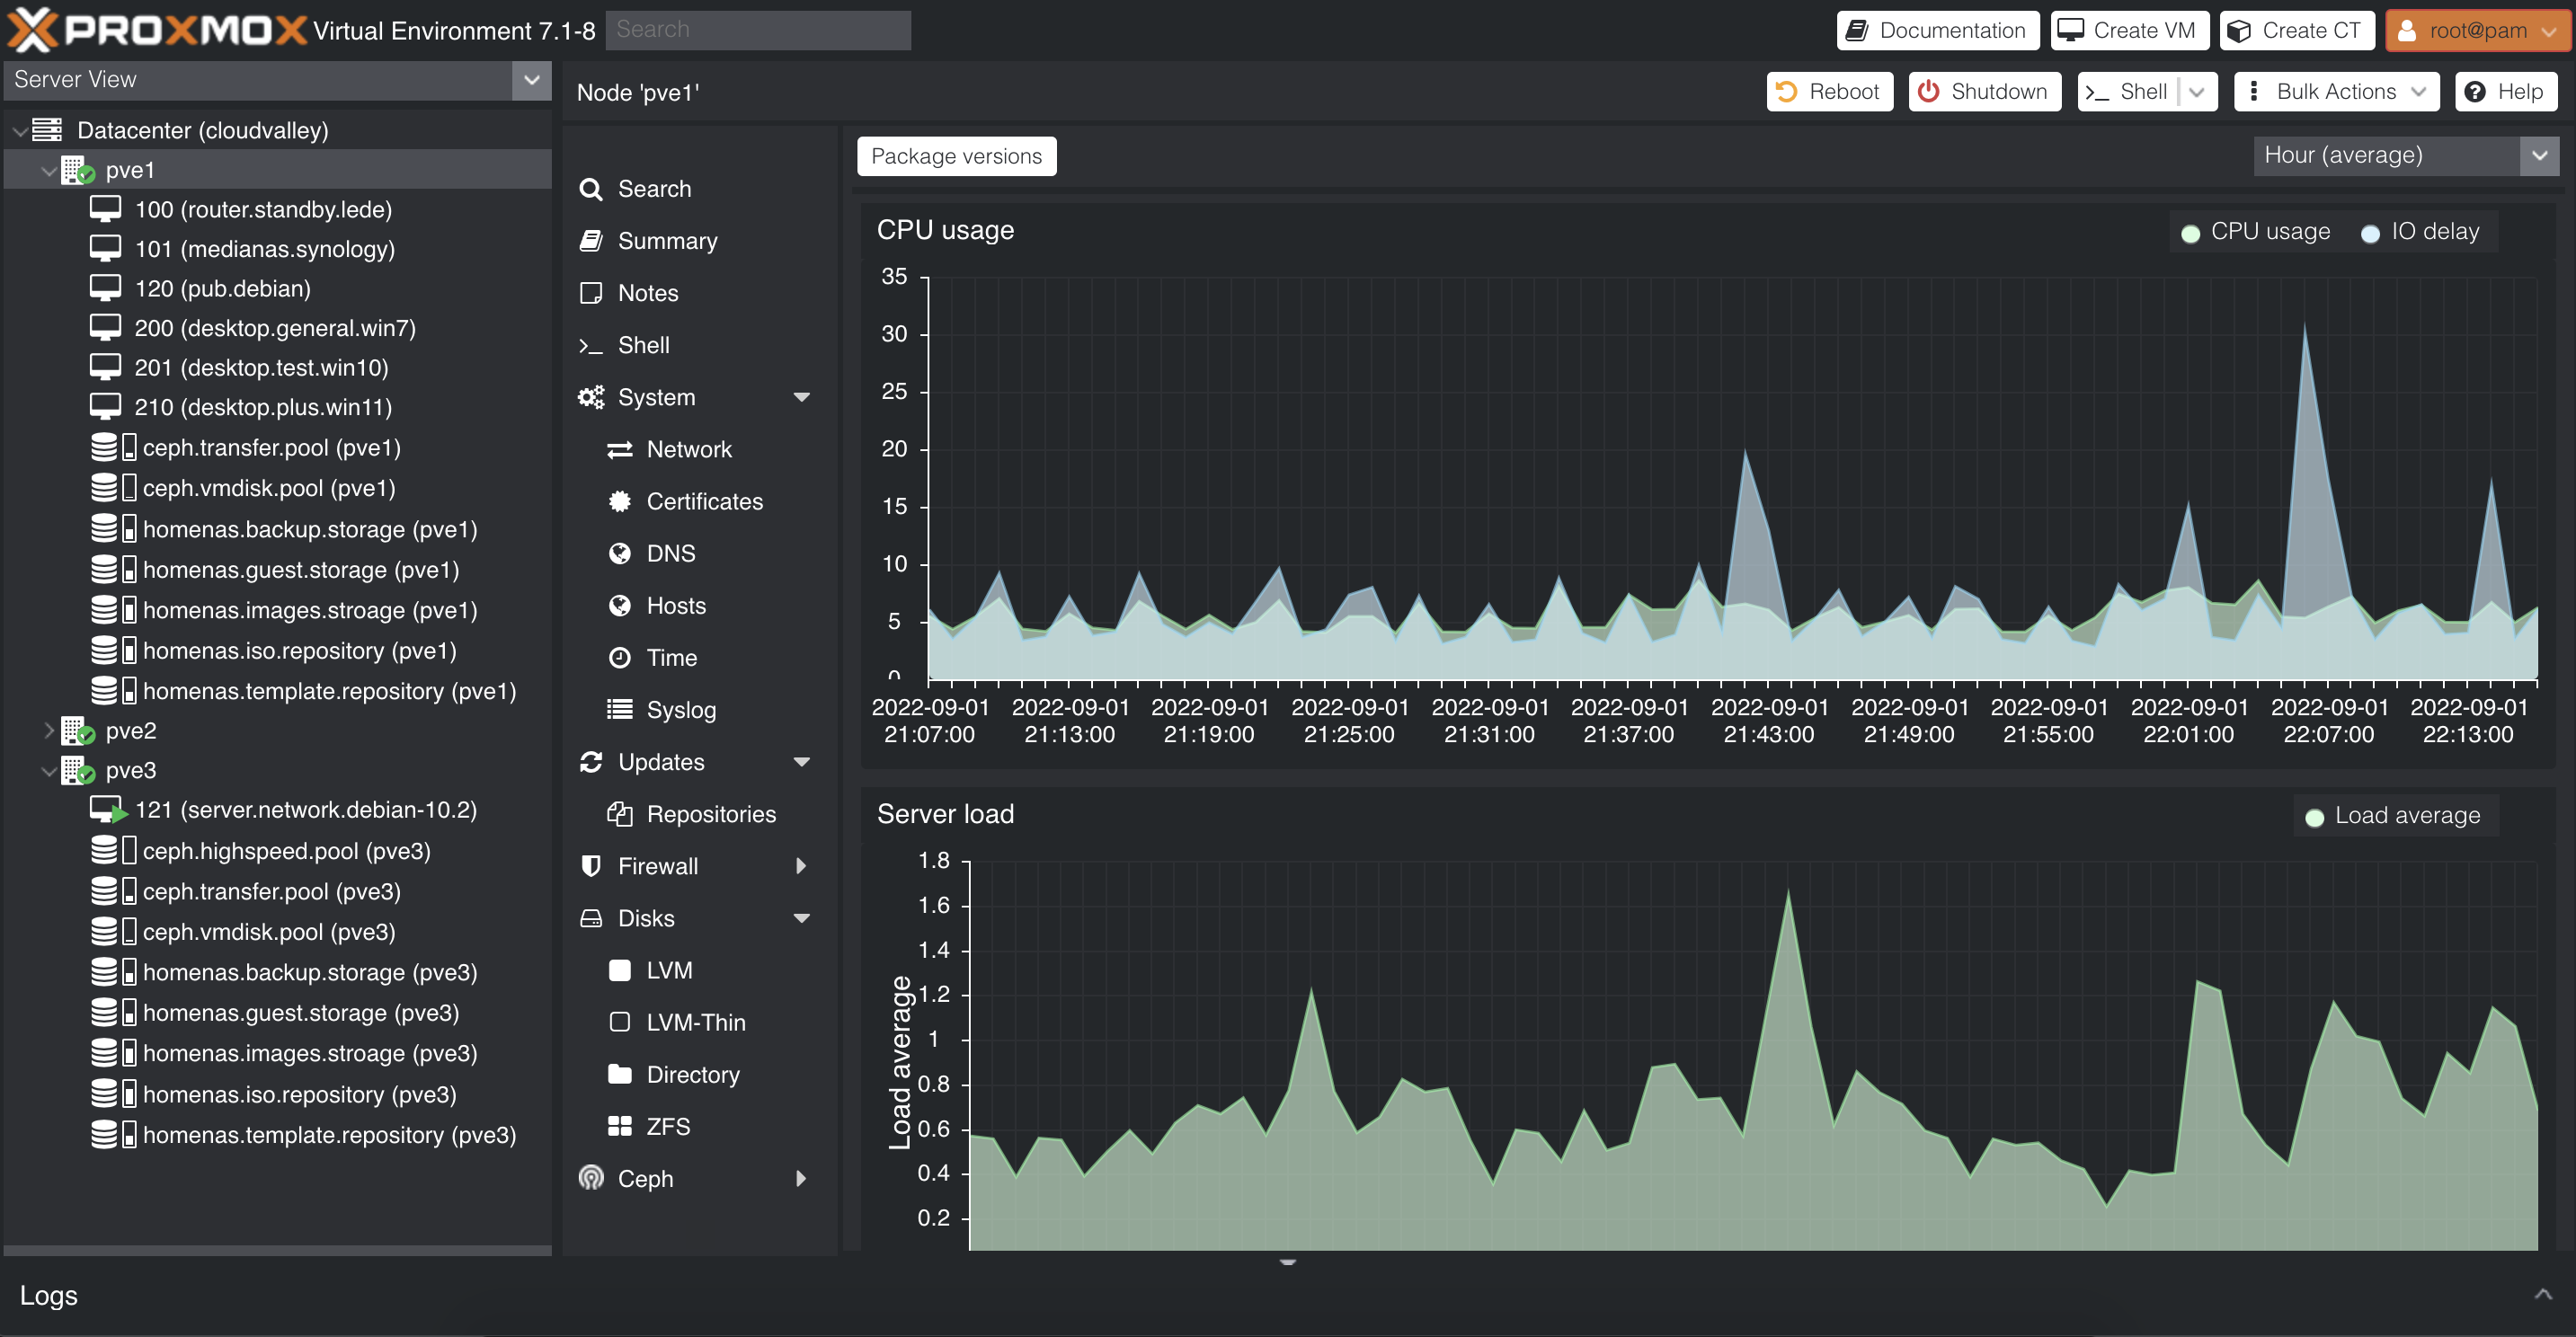 PROXMOX Virtual Environment 7.1-8
Search
Documentation
Create VM
Create CT
root@pam
Server View
Datacenter (cloudvalley)
pve1
100 (router.standby.lede)
101 (medianas.synology)
120 (pub.debian)
200 (desktop.general.win7)
201 (desktop.test.win10)
210 (desktop.plus.win11)
ceph.transfer.pool (pve1)
ceph.vmdisk.pool (pve1)
homenas.backup.storage (pve1)
homenas.guest.storage (pve1)
homenas.images.stroage (pve1)
homenas.iso.repository (pve1)
homenas.template.repository (pve1)
pve2
pve3
121 (server.network.debian-10.2)
ceph.highspeed.pool (pve3)
ceph.transfer.pool (pve3)
ceph.vmdisk.pool (pve3)
homenas.backup.storage (pve3)
homenas.guest.storage (pve3)
homenas.images.stroage (pve3)
homenas.iso.repository (pve3)
homenas.template.repository (pve3)
Node 'pve1'
Reboot
Shutdown
Shell
Bulk Actions
Help
Search
Summary
Notes
Shell
System
Network
Certificates
DNS
Hosts
Time
Syslog
Updates
Repositories
Firewall
Disks
LVM
LVM-Thin
Directory
ZFS
Ceph
Package versions
Hour (average)
CPU usage
CPU usage
IO delay
35
30
25
20
15
10
5
0
2022-09-01 2022-09-01 2022-09-01 2022-09-01 2022-09-01 2022-09-01 2022-09-01 2022-09-01 2022-09-01 2022-09-01 2022-09-01 2022-09-01
21:07:00 21:13:00 21:19:00 21:25:00 21:31:00 21:37:00 21:43:00 21:49:00 21:55:00 22:01:00 22:07:00 22:13:00
Server load
Load average
Load average
1.8
1.6
1.4
1.2
1
0.8
0.6
0.4
0.2
Logs